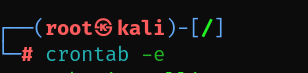 ┌──(root㉿kali)-[/]
└─# crontab -e